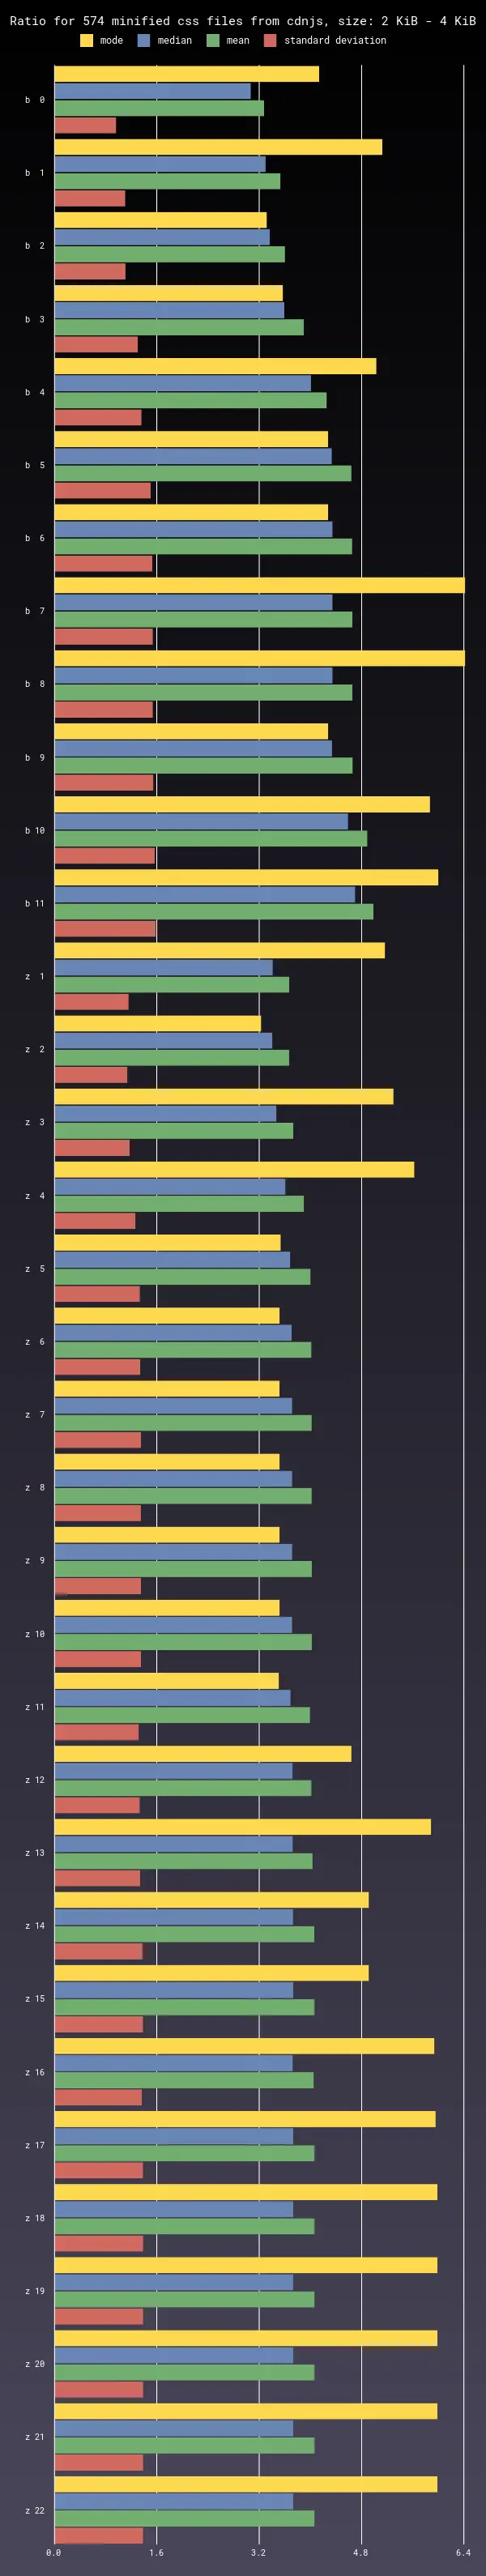 Ratio for 574 minified css files from cdnjs, size: 2 KiB - 4 KiB
mode median mean standard deviation
b 0
b 1
b 2
b 3
b 4
b 5
b 6
b 7
b 8
b 9
b 10
b 11
z 1
z 2
z 3
z 4
z 5
z 6
z 7
z 8
z 9
z 10
z 11
z 12
z 13
z 14
z 15
z 16
z 17
z 18
z 19
z 20
z 21
z 22
0.0 1.6 3.2 4.8 6.4